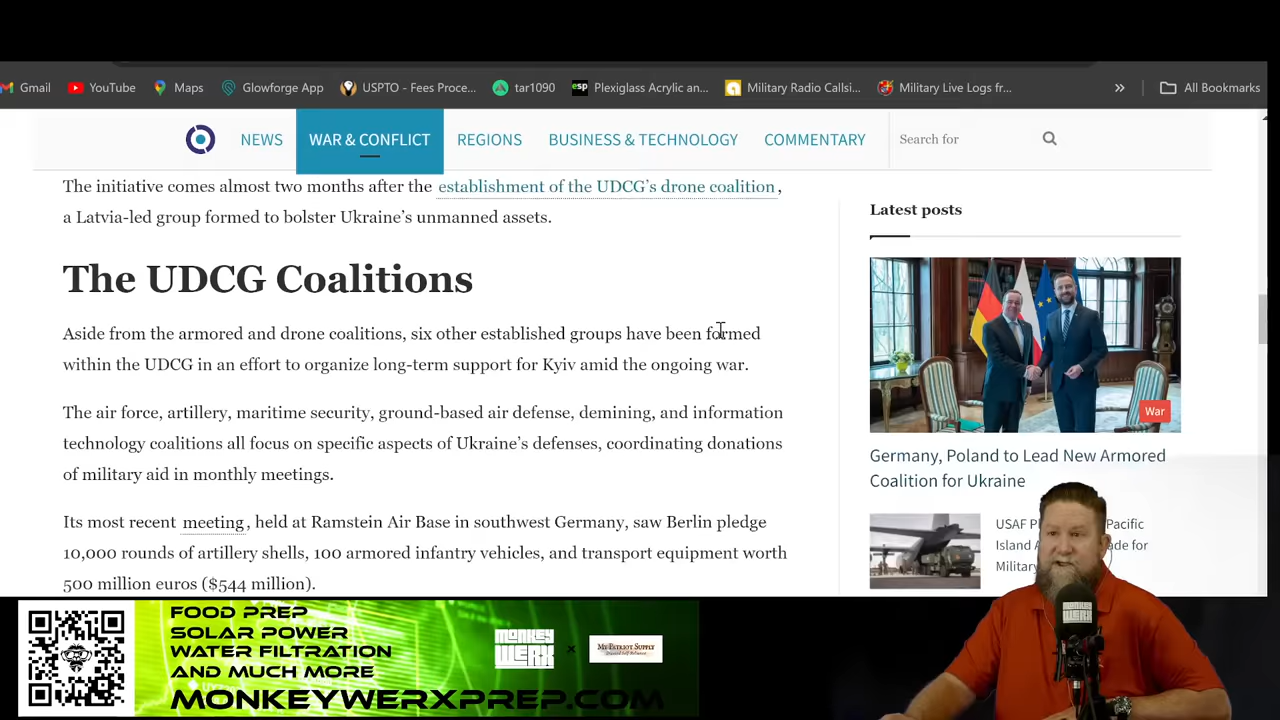 Gmail
YouTube
Maps
Glowforge App
USPTO - Fees Proce...
tar1090
esp
Plexiglass Acrylic an...
Military Radio Callsi...
Military Live Logs fr...
»
All Bookmarks
NEWS
WAR & CONFLICT
REGIONS
BUSINESS & TECHNOLOGY
COMMENTARY
Search for
The initiative comes almost two months after the establishment of the UDCG's drone coalition,
a Latvia-led group formed to bolster Ukraine's unmanned assets.
The UDCG Coalitions
Aside from the armored and drone coalitions, six other established groups have been formed
within the UDCG in an effort to organize long-term support for Kyiv amid the ongoing war.
The air force, artillery, maritime security, ground-based air defense, demining, and information
technology coalitions all focus on specific aspects of Ukraine's defenses, coordinating donations
of military aid in monthly meetings.
Its most recent meeting, held at Ramstein Air Base in southwest Germany, saw Berlin pledge
10,000 rounds of artillery shells, 100 armored infantry vehicles, and transport equipment worth
500 million euros ($544 million).
Latest posts
War
Germany, Poland to Lead New Armored
Coalition for Ukraine
USAF Pacific
Island ade for
Military
FOOD PREP
SOLAR POWER
WATER FILTRATION
AND MUCH MORE
MONKEYWERXPREP.COM
MONKEY
WERX
×
MY PATRIOT SUPPLY
MONKEY
WERX